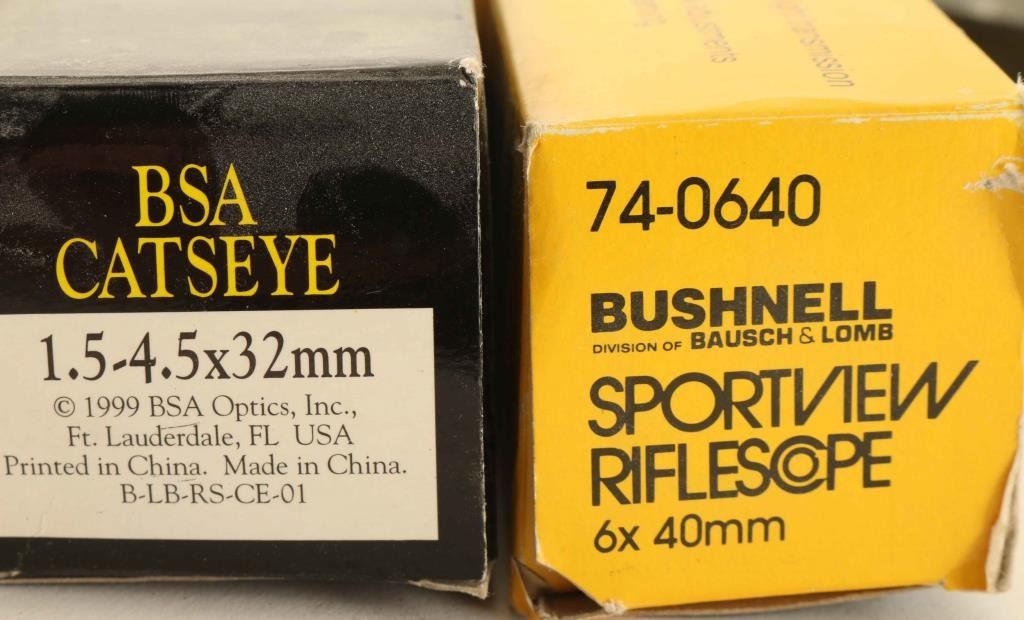 BSA
CATSEYE
1.5-4.5x32mm
© 1999 BSA Optics, Inc.,
Ft. Lauderdale, FL USA
Printed in China. Made in China.
B-LB-RS-CE-01
transmission
74-0640
BUSHNELL
DIVISION OF BAUSCH & LOMB
SPORTVIEW
RIFLESCOPE
6x 40mm